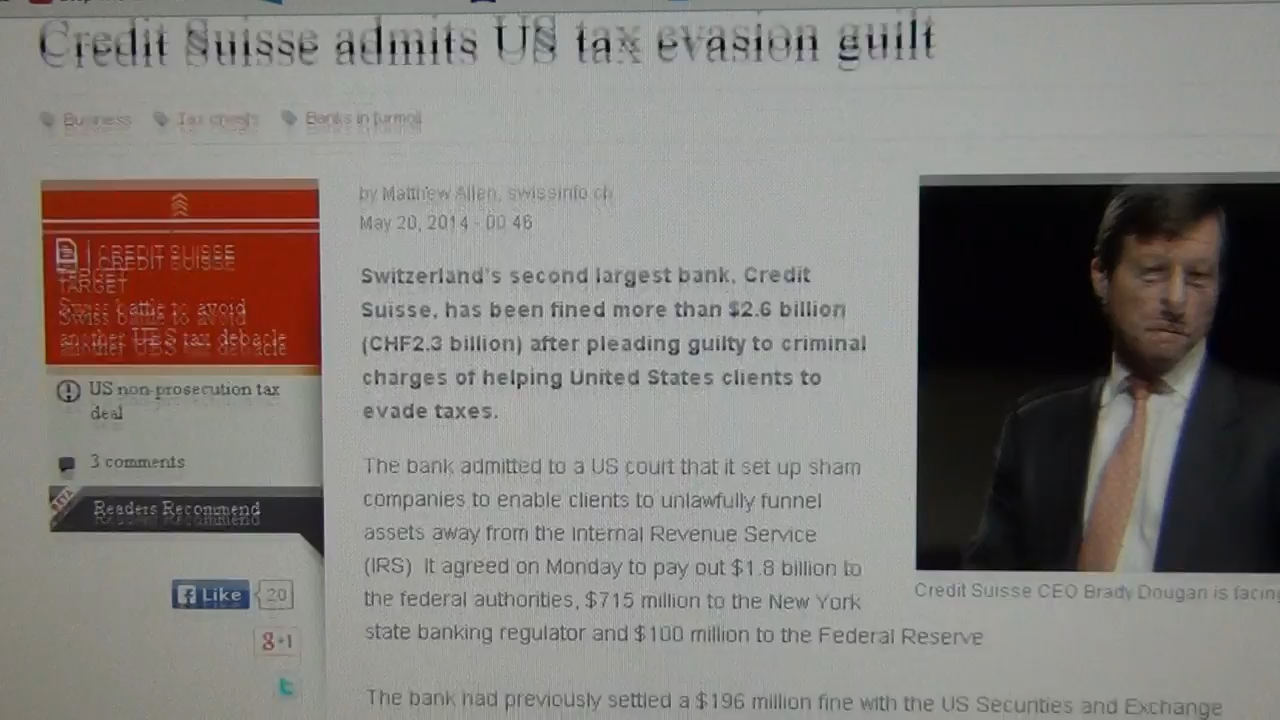 Credit Suisse admits US tax evasion guilt
Business Tax credits Banks in turmoil
by Matthew Allen, swissinfo.ch
May 20, 2014 - 00:46
CREDIT SUISSE
TARGET
Swiss battle to avoid
another UBS tax debacle
US non-prosecution tax
deal
3 comments
BETA
Readers Recommend
Like 20
g+1
Switzerland's second largest bank, Credit
Suisse, has been fined more than $2.6 billion
(CHF2.3 billion) after pleading guilty to criminal
charges of helping United States clients to
evade taxes.
The bank admitted to a US court that it set up sham
companies to enable clients to unlawfully funnel
assets away from the Internal Revenue Service
(IRS). It agreed on Monday to pay out $1.8 billion to
the federal authorities, $715 million to the New York
state banking regulator and $100 million to the Federal Reserve
The bank had previously settled a $196 million fine with the US Securities and Exchange
Credit Suisse CEO Brady Dougan is facing